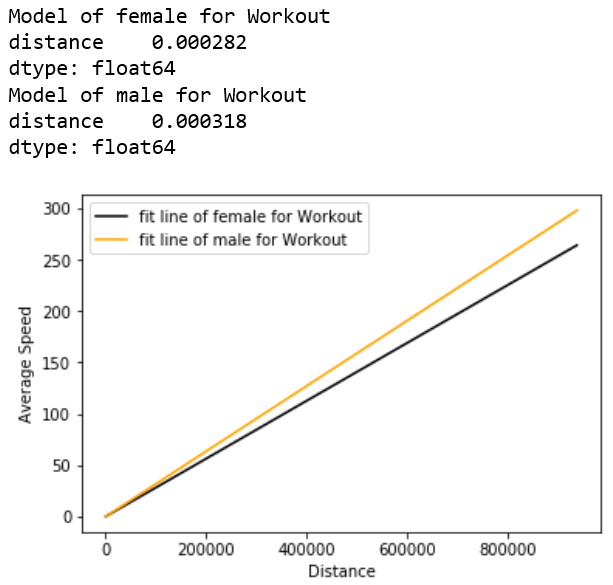 Model of female for Workout
distance    0.000282
dtype: float64
Model of male for Workout
distance    0.000318
dtype: float64
fit line of female for Workout
fit line of male for Workout
300
250
200
150
100
50
0
Average Speed
0 200000 400000 600000 800000
Distance